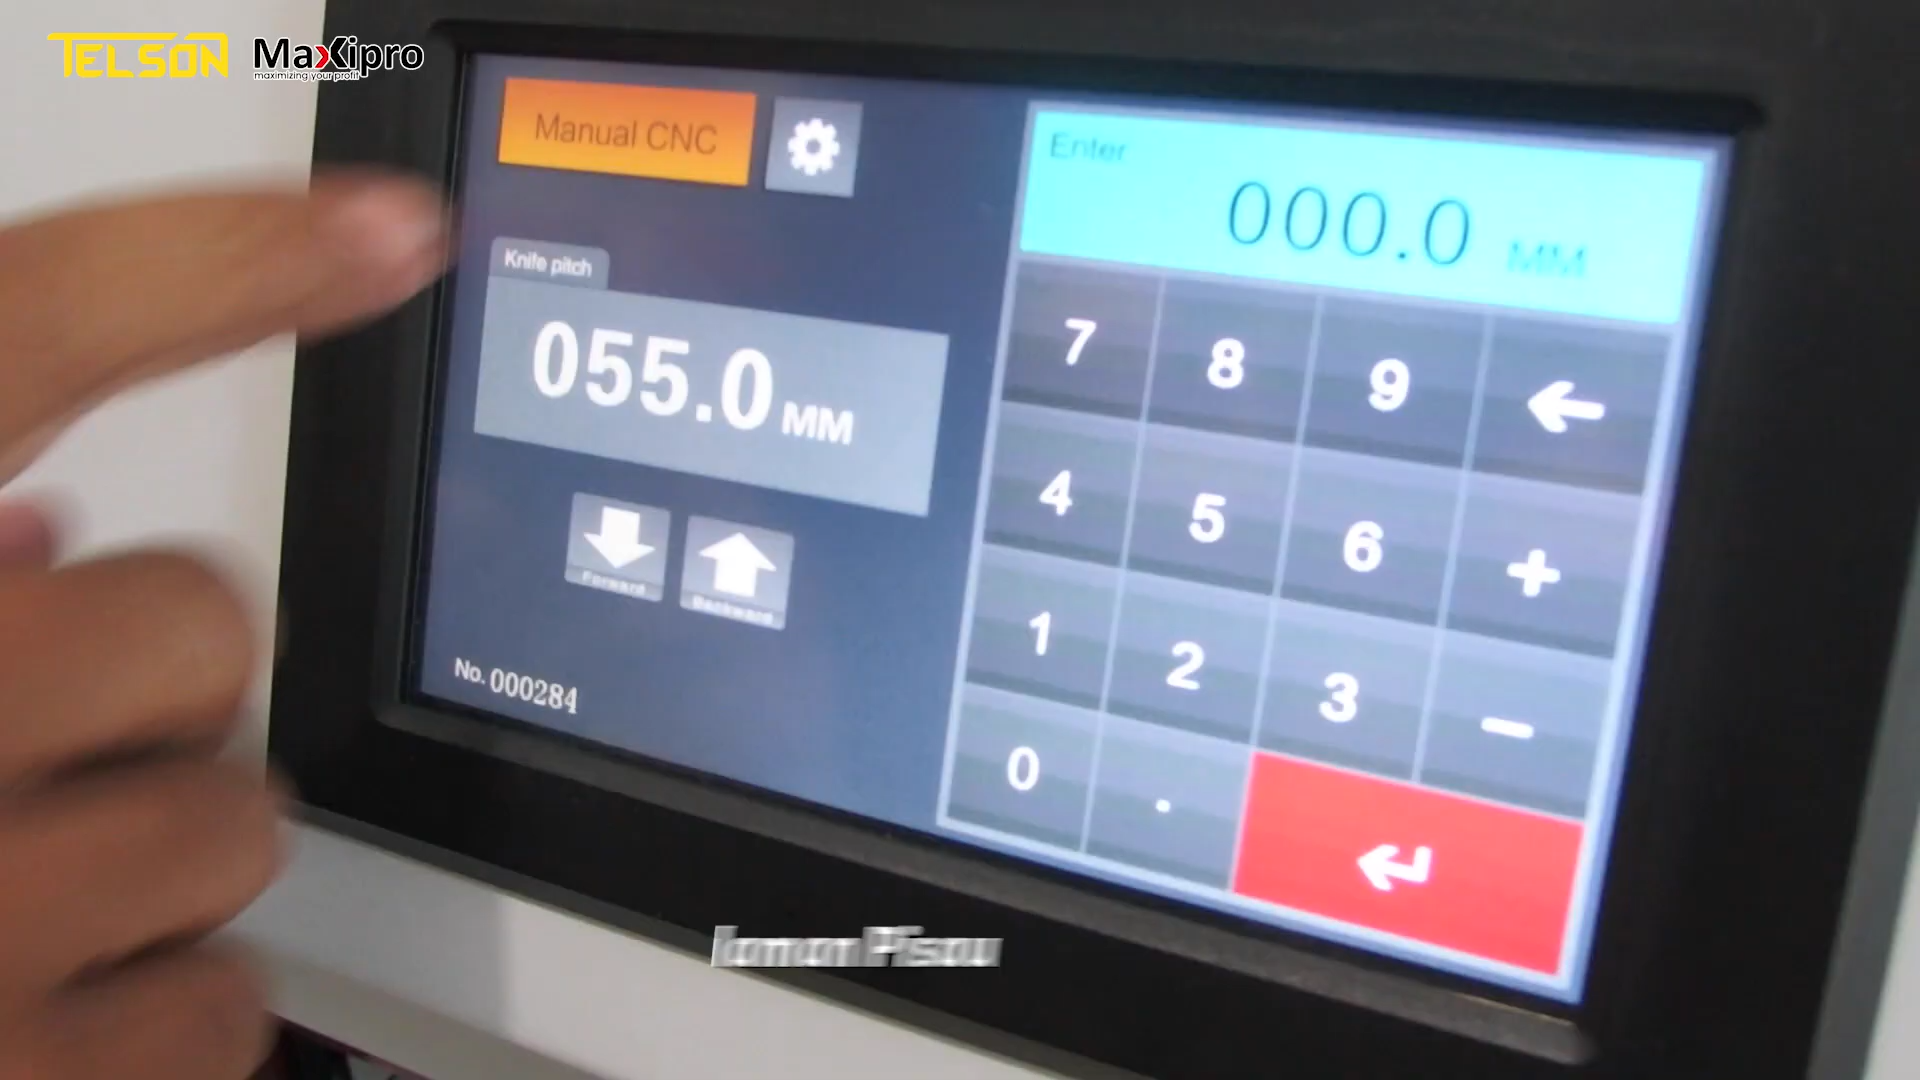 TELSON
MaXipro
maximizing your profit
Manual CNC
Enter
000.0 MM
Knife pitch
055.0 MM
7 8 9
4 5 6 +
1 2 3 -
0 .
Forward Backward
No. 000284